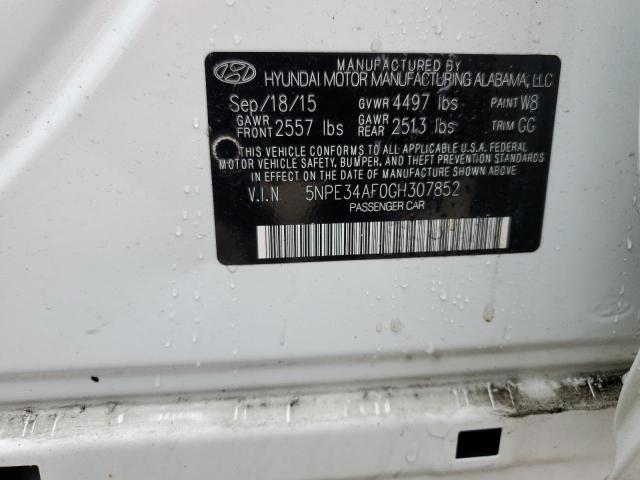 MANUFACTURED BY
HYUNDAI MOTOR MANUFACTURING ALABAMA, LLC
Sep/18/15 GVWR 4497 lbs PAINT W8
GAWR FRONT 2557 lbs GAWR REAR 2513 lbs TRIM GG
THIS VEHICLE CONFORMS TO ALL APPLICABLE U.S.A. FEDERAL
MOTOR VEHICLE SAFETY, BUMPER, AND THEFT PREVENTION STANDARDS
IN EFFECT ON THE DATE OF MANUFACTURE SHOWN ABOVE
V.I.N 5NPE34AF0GH307852
PASSENGER CAR